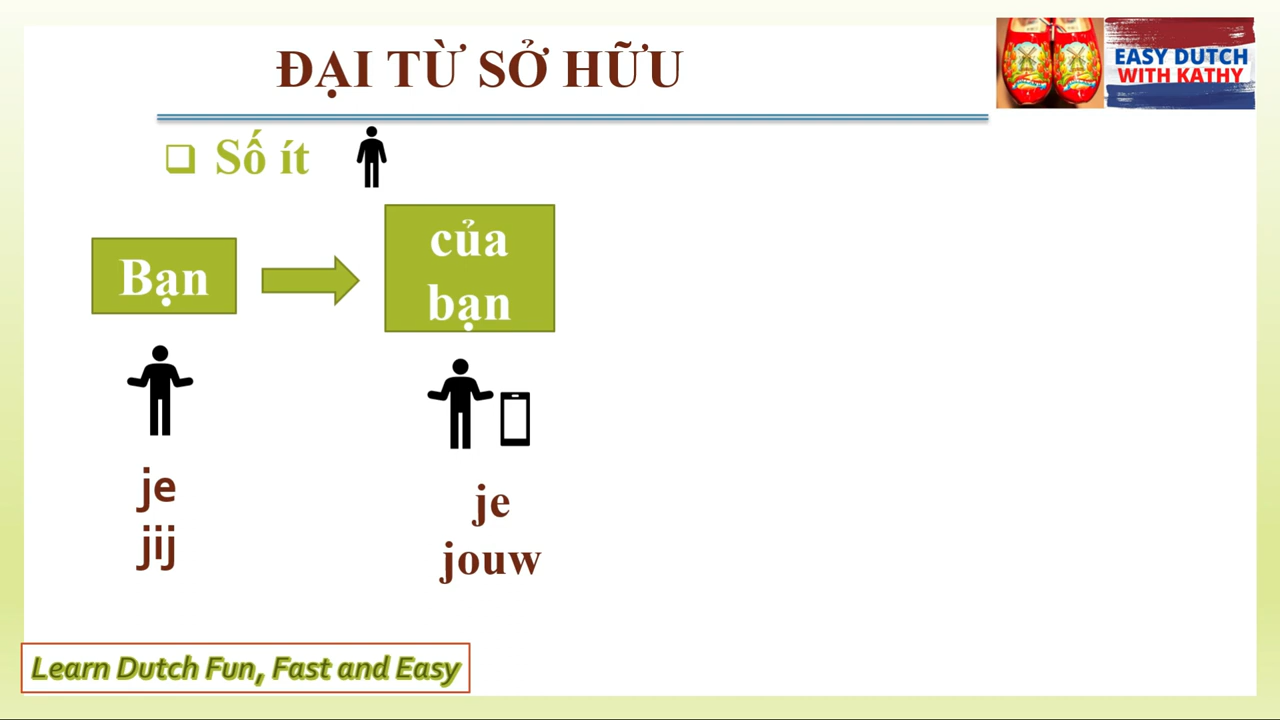 ĐẠI TỪ SỞ HỮU
EASY DUTCH
WITH KATHY
Số ít
Bạn
của
bạn
je
jij
je
jouw
Learn Dutch Fun, Fast and Easy